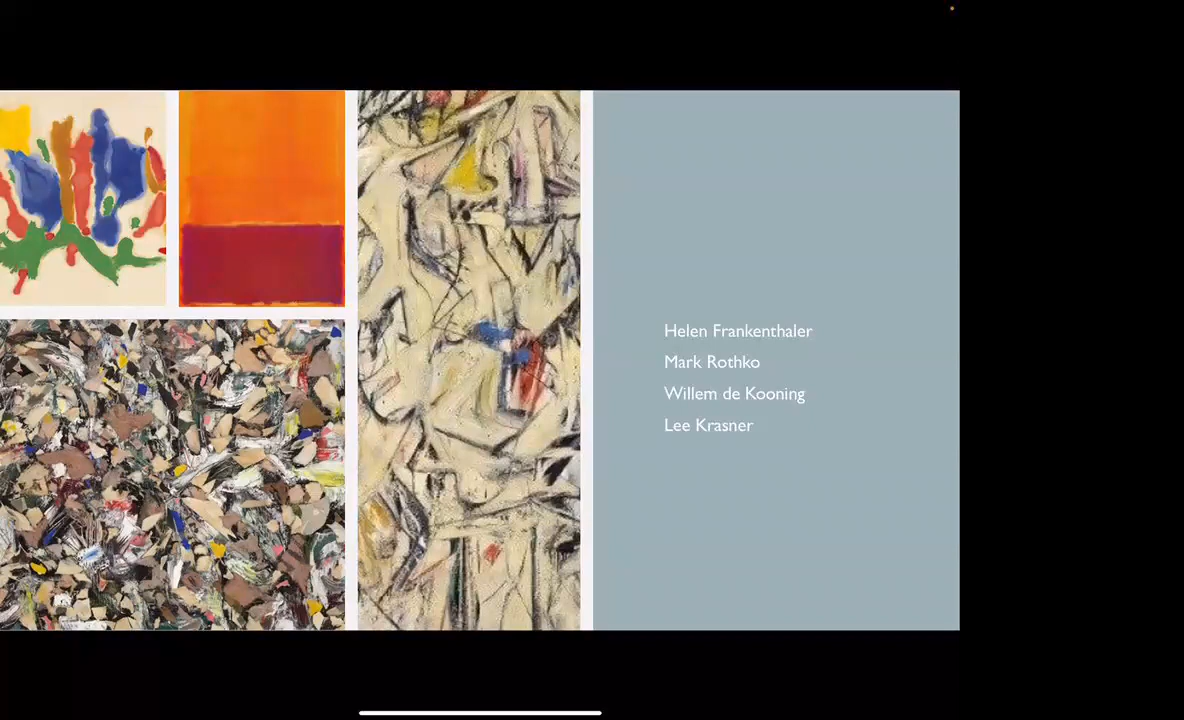 Helen Frankenthaler
Mark Rothko
Willem de Kooning
Lee Krasner